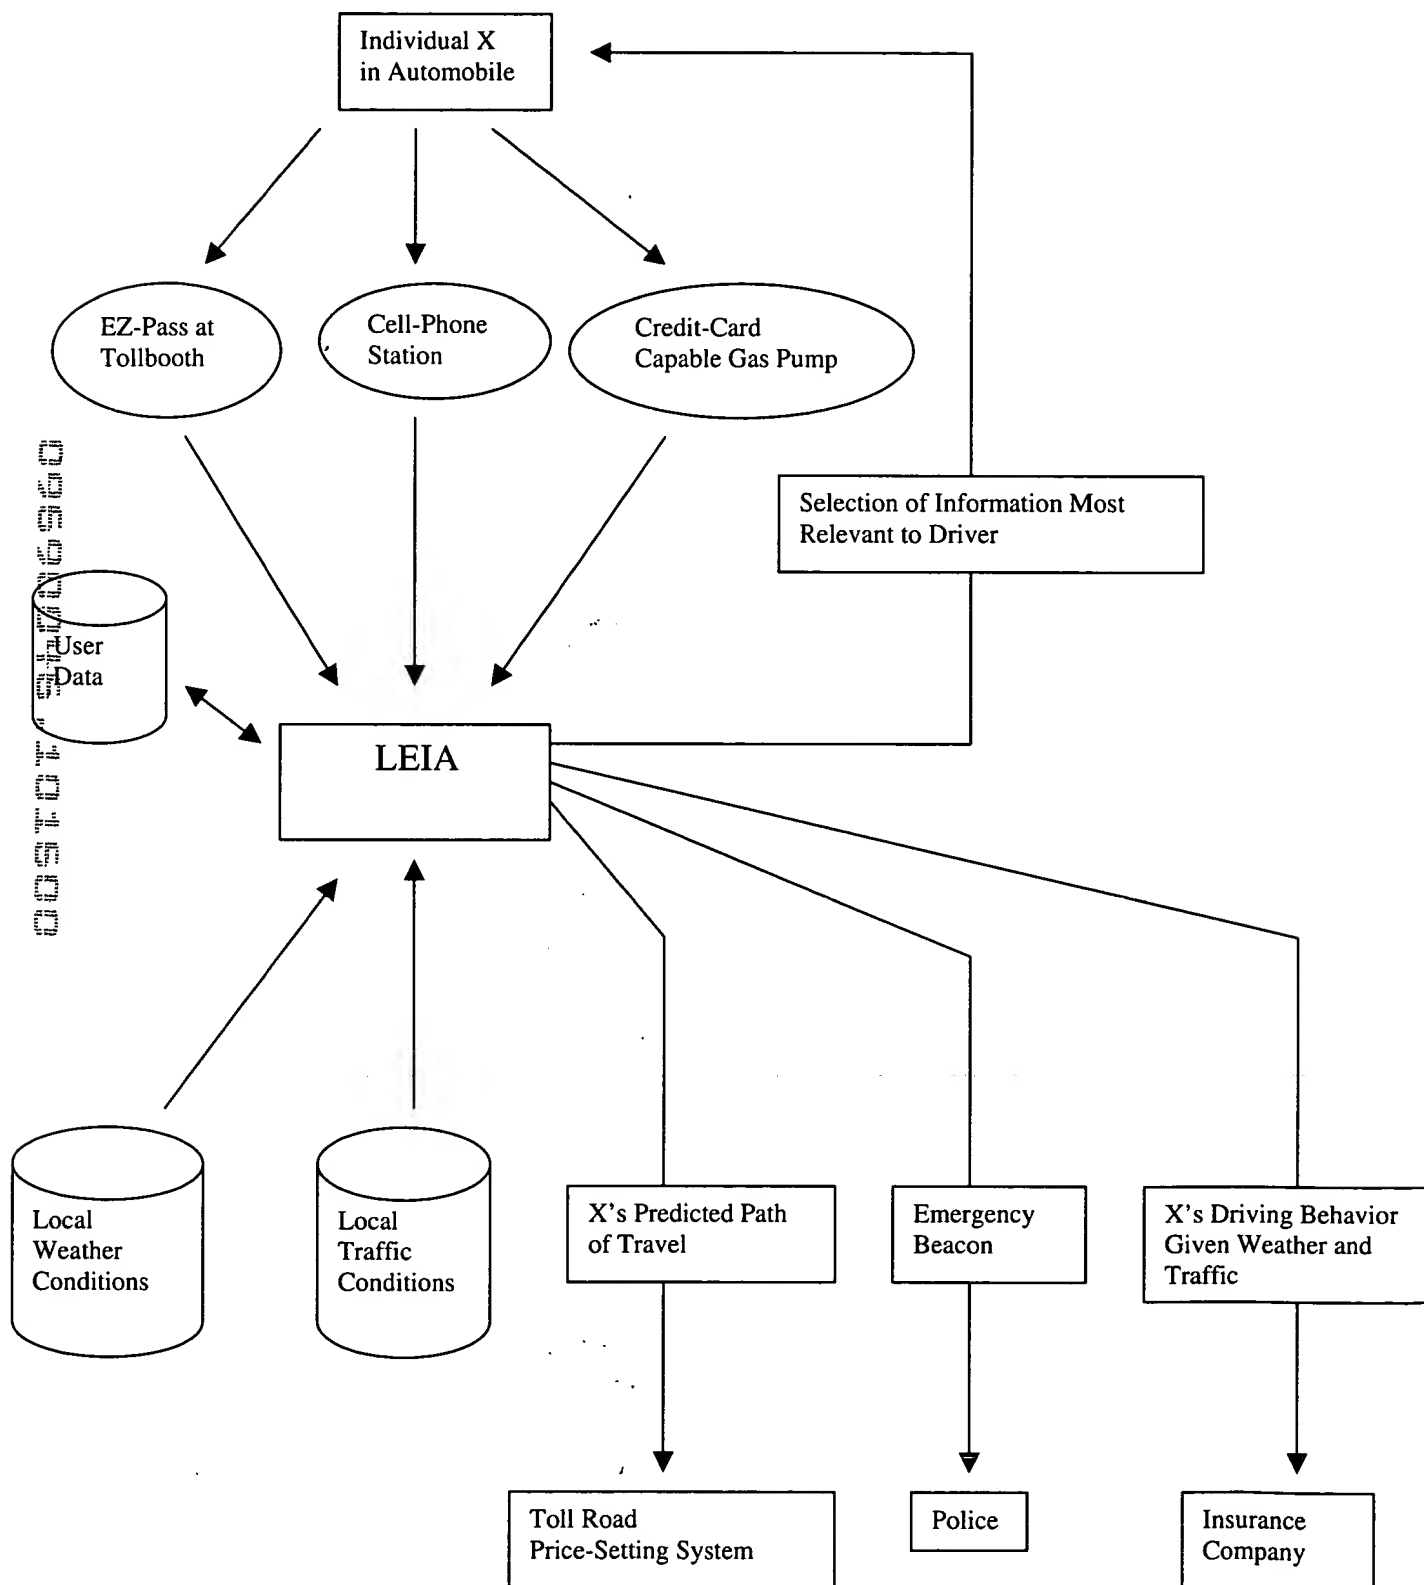 Individual X
in Automobile
EZ-Pass at
Tollbooth
Cell-Phone
Station
Credit-Card
Capable Gas Pump
Selection of Information Most
Relevant to Driver
User
Data
LEIA
Local
Weather
Conditions
Local
Traffic
Conditions
X's Predicted Path
of Travel
Emergency
Beacon
X's Driving Behavior
Given Weather and
Traffic
Toll Road
Price-Setting System
Police
Insurance
Company